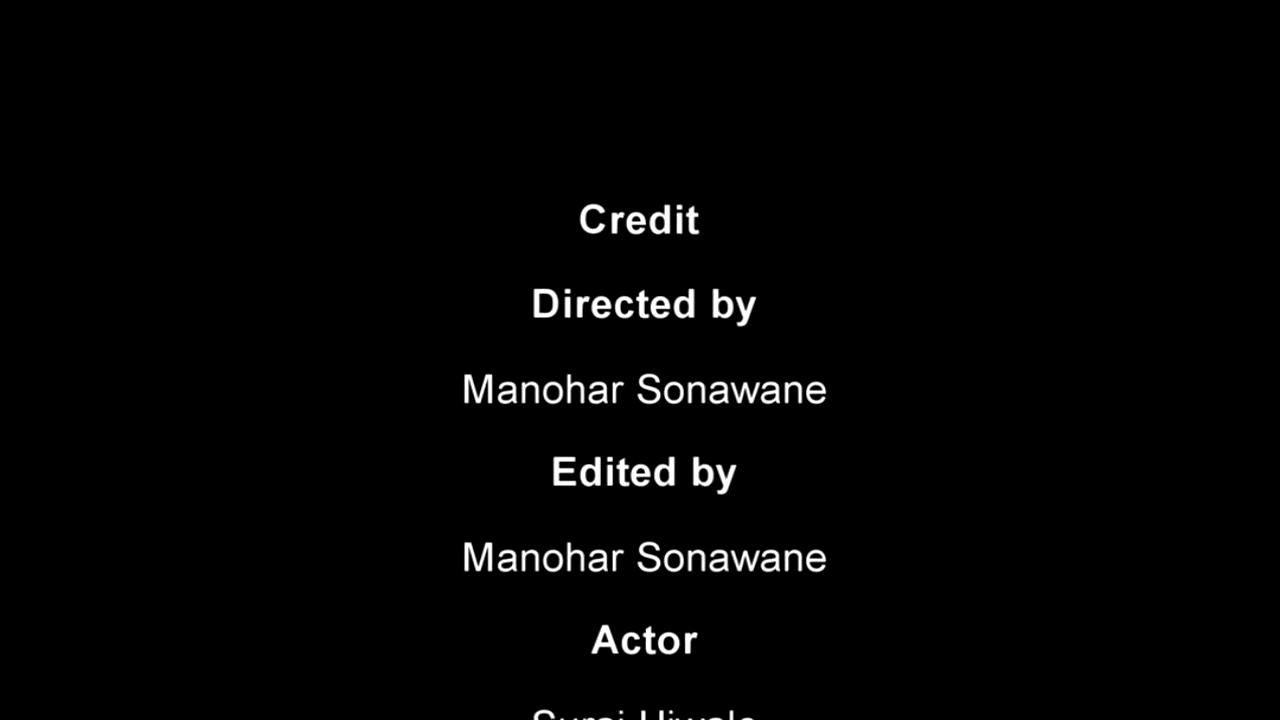 Credit
Directed by
Manohar Sonawane
Edited by
Manohar Sonawane
Actor